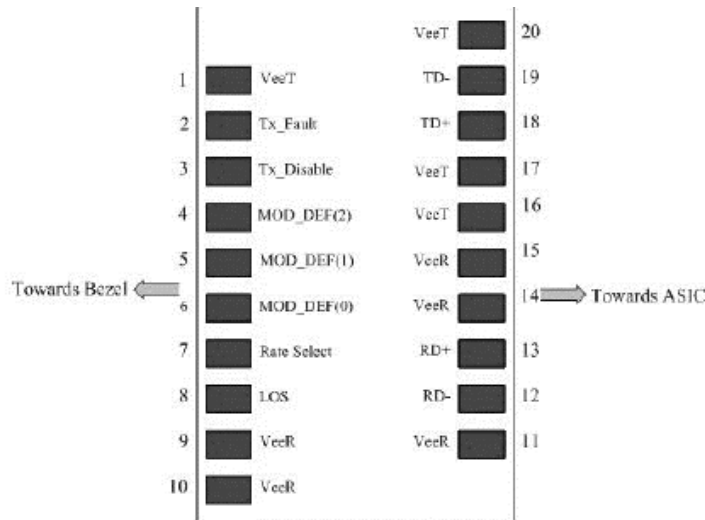 VeeT 20
1 VeeT TD- 19
2 Tx_Fault TD+ 18
3 Tx_Disable VeeT 17
4 MOD_DEF(2) VccT 16
5 MOD_DEF(1) VeeR 15
Towards Bezel
6 MOD_DEF(0) VeeR 14
Towards ASIC
7 Rate Select RD+ 13
8 LOS RD- 12
9 VeeR VeeR 11
10 VeeR